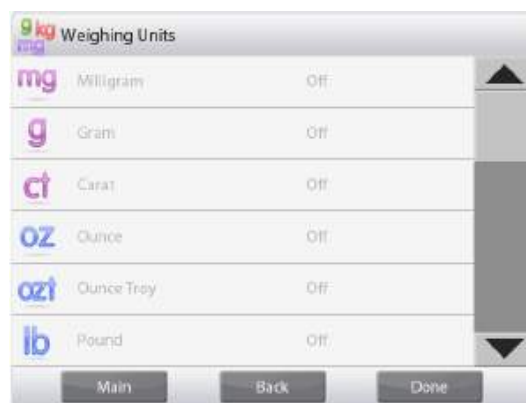 g kg mg Weighing Units
mg Milligram Off
g Gram Off
ct Carat Off
oz Ounce Off
ozt Ounce Troy Off
lb Pound Off
Main Back Done